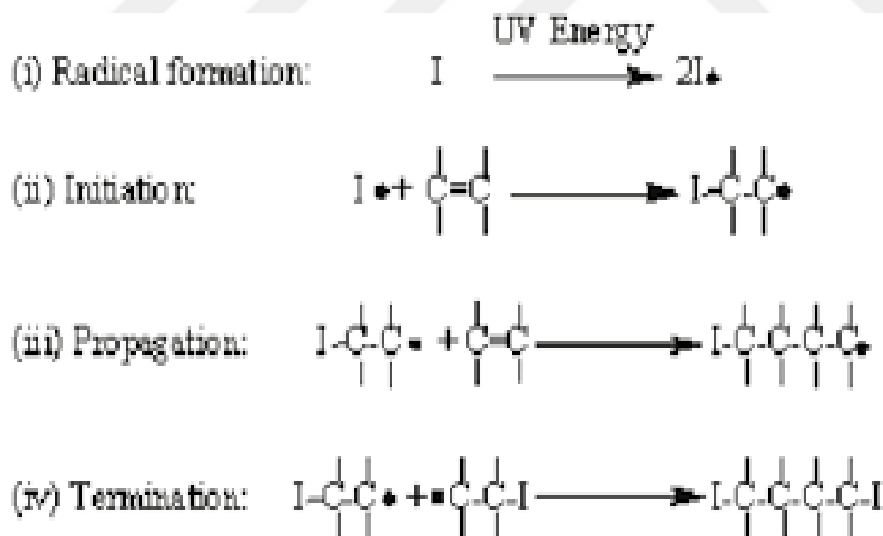 UV Energy
(i) Radical formation: I → 2I•
(ii) Initiation: I • + C=C → I-C-C•
(iii) Propagation: I-C-C• + C=C → I-C-C-C-C•
(iv) Termination: I-C-C• + •C-C-I → I-C-C-C-C-I